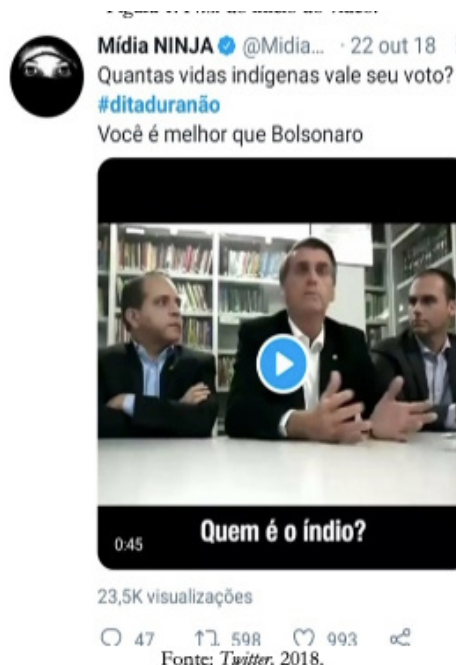 Mídia NINJA @Midia... · 22 out 18
Quantas vidas indígenas vale seu voto?
#ditaduranão
Você é melhor que Bolsonaro
Quem é o índio?
0:45
23,5K visualizações
47 598 993
Fonte: Twitter, 2018.